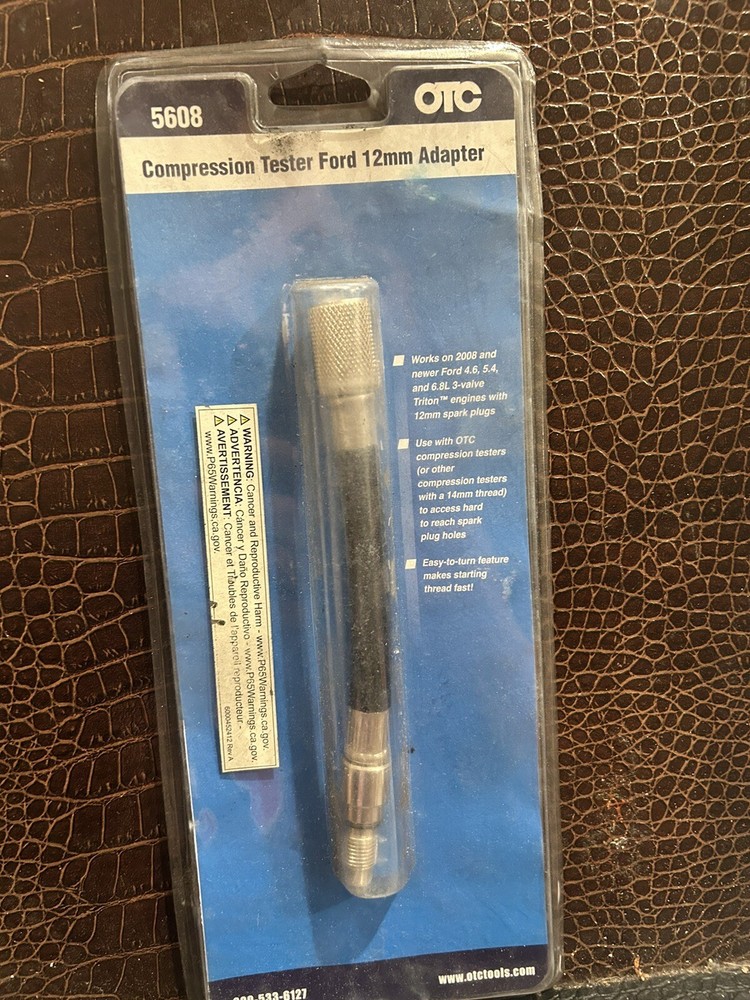 5608
OTC
Compression Tester Ford 12mm Adapter
Works on 2008 and
newer Ford 4.6, 5.4,
and 6.8L 3-valve
Triton™ engines with
12mm spark plugs
Use with OTC
compression testers
(or other
compression testers
with a 14mm thread)
to access hard
to reach spark
plug holes
Easy-to-turn feature
makes starting
thread fast!
⚠ WARNING: Cancer and Reproductive Harm - www.P65Warnings.ca.gov.
⚠ ADVERTENCIA: Cáncer y Daño Reproductivo - www.P65Warnings.ca.gov.
⚠ AVERTISSEMENT: Cancer et Troubles de l'appareil reproducteur -
www.P65Warnings.ca.gov.
6000452412 Rev A
533-6127
www.otctools.com